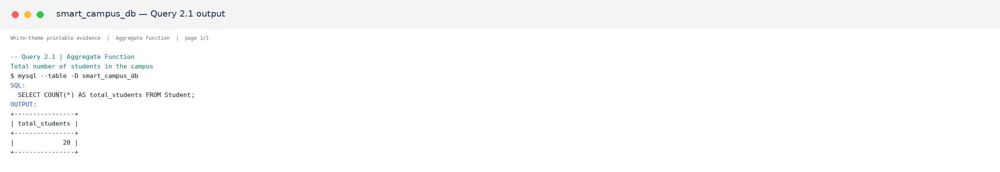 smart_campus_db — Query 2.1 output
White-theme printable evidence  |  Aggregate Function  |  page 1/1
-- Query 2.1 | Aggregate Function
Total number of students in the campus
$ mysql --table -D smart_campus_db
SQL:
  SELECT COUNT(*) AS total_students FROM Student;
OUTPUT:
+----------------+
| total_students |
+----------------+
|             20 |
+----------------+